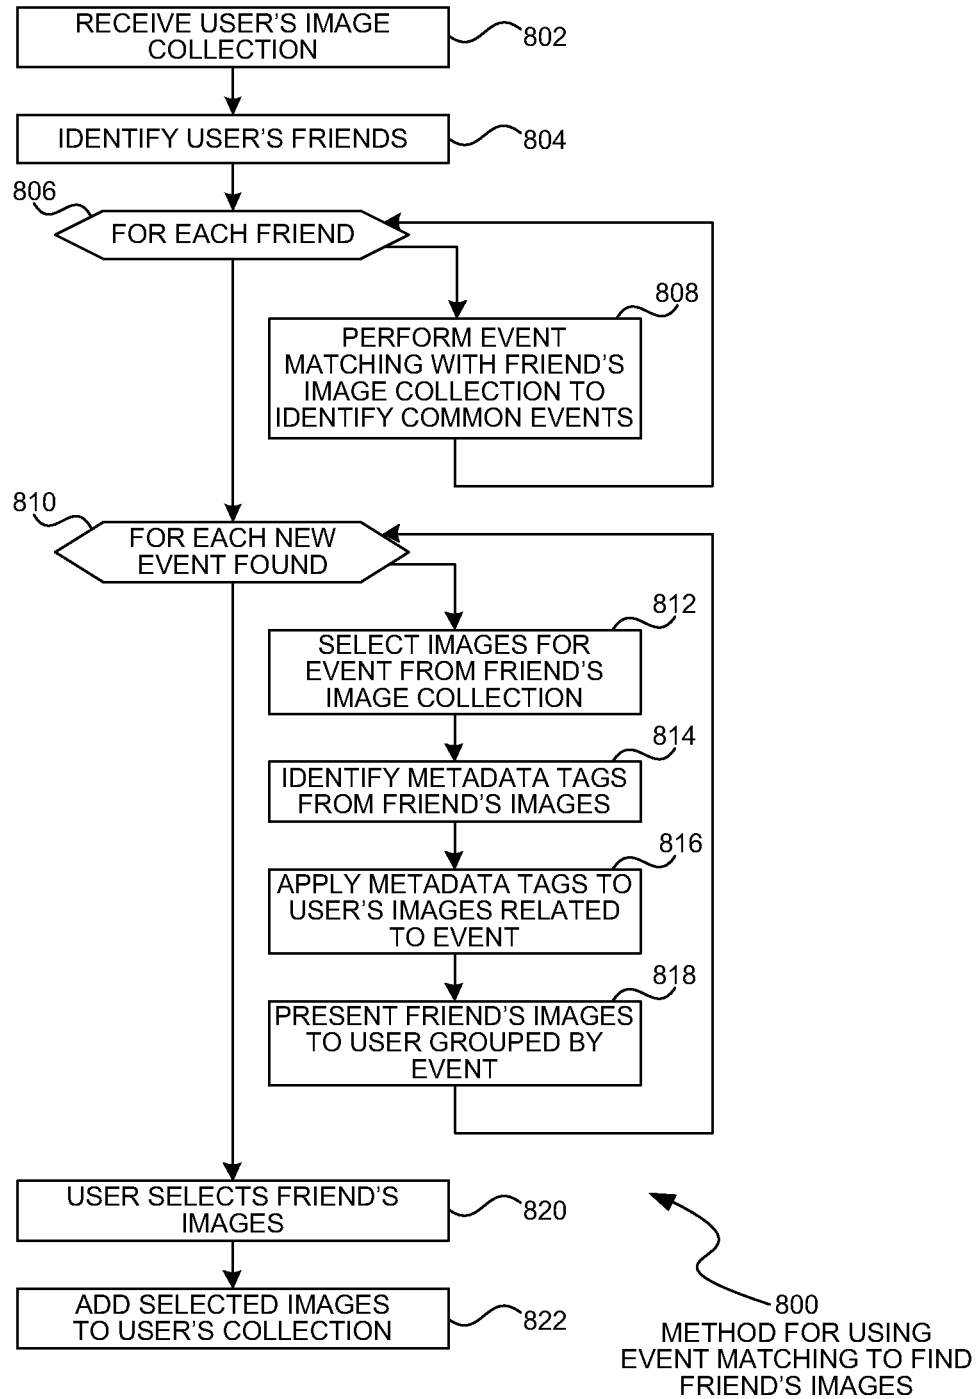 RECEIVE USER'S IMAGE
COLLECTION
802
IDENTIFY USER'S FRIENDS
804
806
FOR EACH FRIEND
808
PERFORM EVENT
MATCHING WITH FRIEND'S
IMAGE COLLECTION TO
IDENTIFY COMMON EVENTS
810
FOR EACH NEW
EVENT FOUND
812
SELECT IMAGES FOR
EVENT FROM FRIEND'S
IMAGE COLLECTION
814
IDENTIFY METADATA TAGS
FROM FRIEND'S IMAGES
816
APPLY METADATA TAGS TO
USER'S IMAGES RELATED
TO EVENT
818
PRESENT FRIEND'S IMAGES
TO USER GROUPED BY
EVENT
USER SELECTS FRIEND'S
IMAGES
820
ADD SELECTED IMAGES
TO USER'S COLLECTION
822
800
METHOD FOR USING
EVENT MATCHING TO FIND
FRIEND'S IMAGES